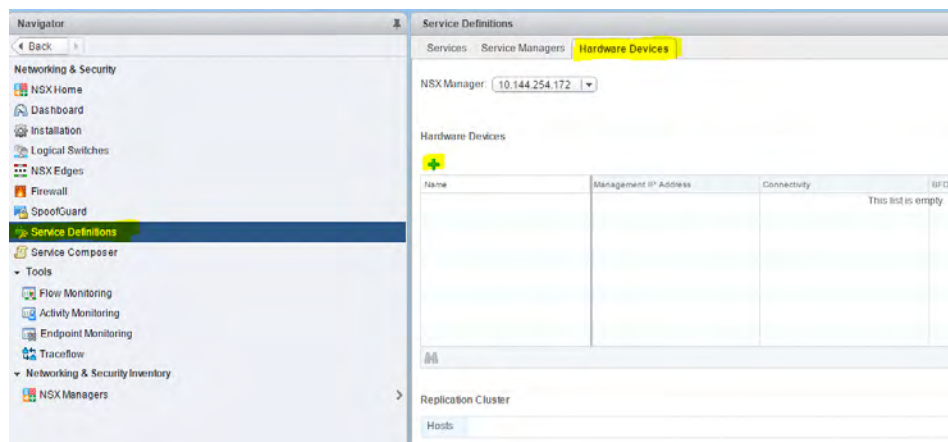 Navigator
Back
Networking & Security
NSX Home
Dashboard
Installation
Logical Switches
NSX Edges
Firewall
SpoofGuard
Service Definitions
Service Composer
Tools
Flow Monitoring
Activity Monitoring
Endpoint Monitoring
Traceflow
Networking & Security Inventory
NSX Managers
Service Definitions
Services Service Managers Hardware Devices
NSX Manager: 10.144.254.172
Hardware Devices
Name Management IP Address Connectivity BFD
This list is empty
Replication Cluster
Hosts